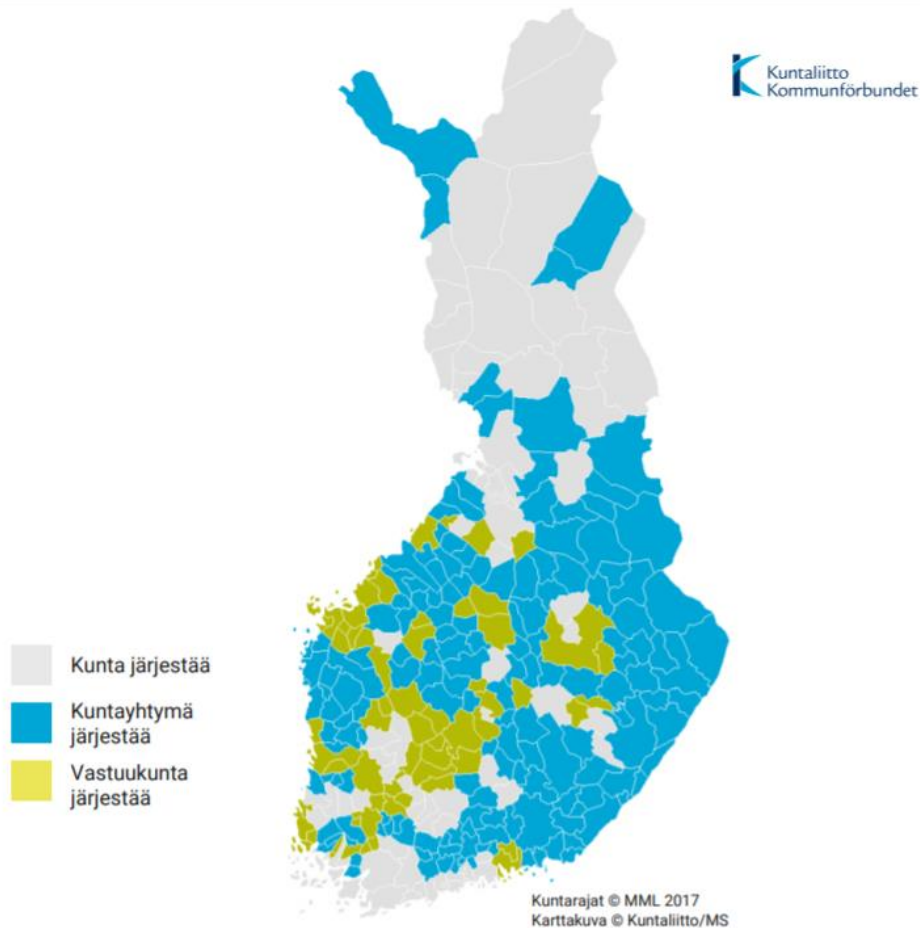 Kuntaliitto
Kommunförbundet
Kunta järjestää
Kuntayhtymä
järjestää
Vastuukunta
järjestää
Kuntarajat © MML 2017
Karttakuva © Kuntaliitto/MS